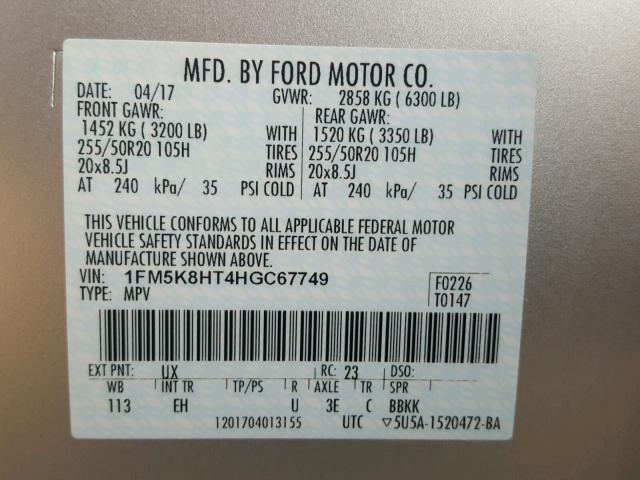 MFD. BY FORD MOTOR CO.
DATE: 04/17 GVWR: 2858 KG ( 6300 LB)
FRONT GAWR: REAR GAWR:
1452 KG ( 3200 LB) WITH 1520 KG ( 3350 LB) WITH
255/50R20 105H TIRES 255/50R20 105H TIRES
20x8.5J RIMS 20x8.5J RIMS
AT 240 kPa/ 35 PSI COLD AT 240 kPa/ 35 PSI COLD
THIS VEHICLE CONFORMS TO ALL APPLICABLE FEDERAL MOTOR
VEHICLE SAFETY STANDARDS IN EFFECT ON THE DATE OF
MANUFACTURE SHOWN ABOVE.
VIN: 1FM5K8HT4HGC67749 F0226
TYPE: MPV T0147
EXT PNT: UX RC: 23 DSO:
WB INT TR TP/PS R AXLE TR SPR
113 EH U 3E C BBKK
1201704013155 UTC ▽5U5A-1520472-BA